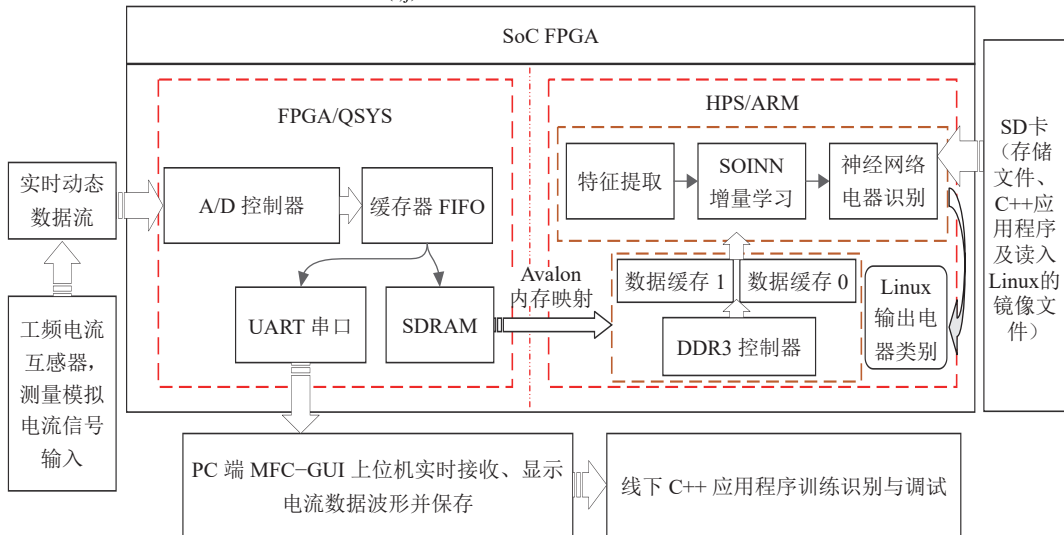 SoC FPGA
FPGA/QSYS
HPS/ARM
实时动态
数据流
A/D 控制器
缓存器 FIFO
UART 串口
SDRAM
工频电流
互感器，
测量模拟
电流信号
输入
Avalon
内存映射
特征提取
SOINN
增量学习
神经网络
电器识别
数据缓存 1
数据缓存 0
DDR3 控制器
Linux
输出电
器类别
SD卡
（存储
文件、
C++应
用程序
及读入
Linux的
镜像文
件）
PC 端 MFC−GUI 上位机实时接收、显示
电流数据波形并保存
线下 C++ 应用程序训练识别与调试